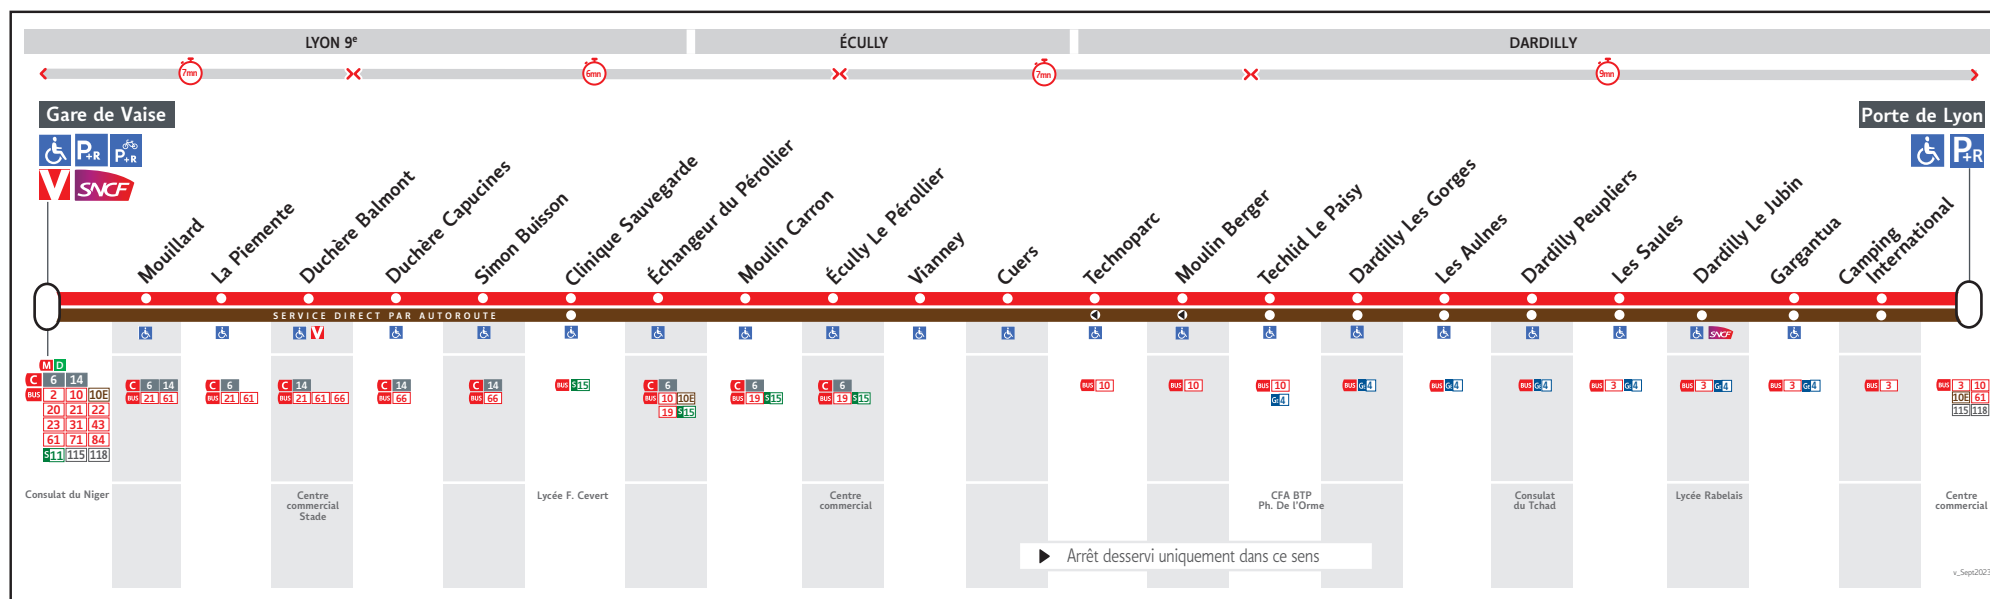 LYON 9e
ÉCULLY
DARDILLY
7mn
6mn
7mn
9mn
Gare de Vaise
P+R
P+R
V
SNCF
Porte de Lyon
P+R
Mouillard
La Piemente
Duchère Balmont
Duchère Capucines
Simon Buisson
Clinique Sauvegarde
Échangeur du Pérollier
Moulin Carron
Écully Le Pérollier
Vianney
Cuers
Technoparc
Moulin Berger
Techlid Le Paisy
Dardilly Les Gorges
Les Aulnes
Dardilly Peupliers
Les Saules
Dardilly Le Jubin
Gargantua
Camping
International
SERVICE DIRECT PAR AUTOROUTE
V
SNCF
M D
C 6 14
BUS 2 10 10E
20 21 22
23 31 43
61 71 84
S11 115 118
C 6 14
BUS 21 61
C 6
BUS 21 61
C 14
BUS 21 61 66
C 14
BUS 66
C 14
BUS 66
BUS S15
C 6
BUS 10 10E
19 S15
C 6
BUS 19 S15
C 6
BUS 19 S15
BUS 10
BUS 10
BUS 10
GE4
BUS GE4
BUS GE4
BUS GE4
BUS 3 GE4
BUS 3 GE4
BUS 3 GE4
BUS 3
BUS 3 10
10E 61
115 118
Consulat du Niger
Centre
commercial
Stade
Lycée F. Cevert
Centre
commercial
CFA BTP
Ph. De l'Orme
Consulat
du Tchad
Lycée Rabelais
Centre
commercial
Arrêt desservi uniquement dans ce sens
v_Sept2023